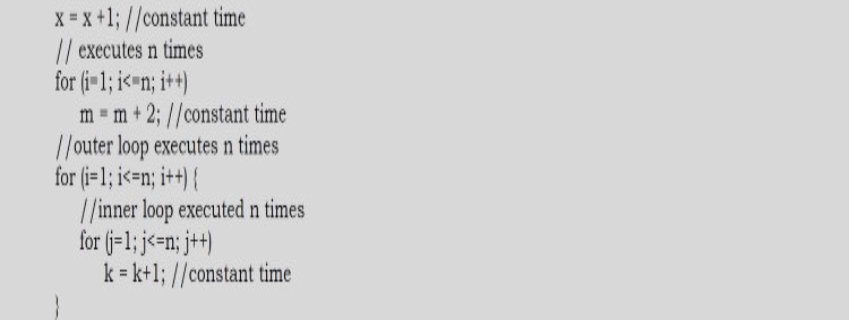 x = x +1; //constant time
// executes n times
for (i=1; i<=n; i++)
m = m + 2; //constant time
//outer loop executes n times
for (i=1; i<=n; i++) {
//inner loop executed n times
for (j=1; j<=n; j++)
k = k+1; //constant time
}